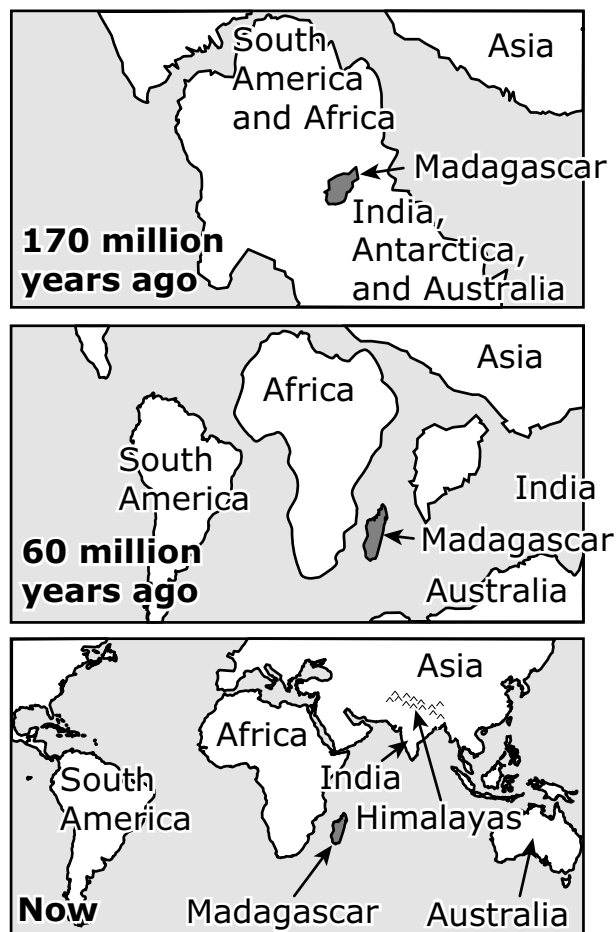 South
America
and Africa
Asia
Madagascar
India,
Antarctica,
and Australia
170 million
years ago
Africa
Asia
South
America
India
Madagascar
60 million
years ago
Australia
Asia
Africa
India
South
America
Himalayas
Now
Madagascar
Australia